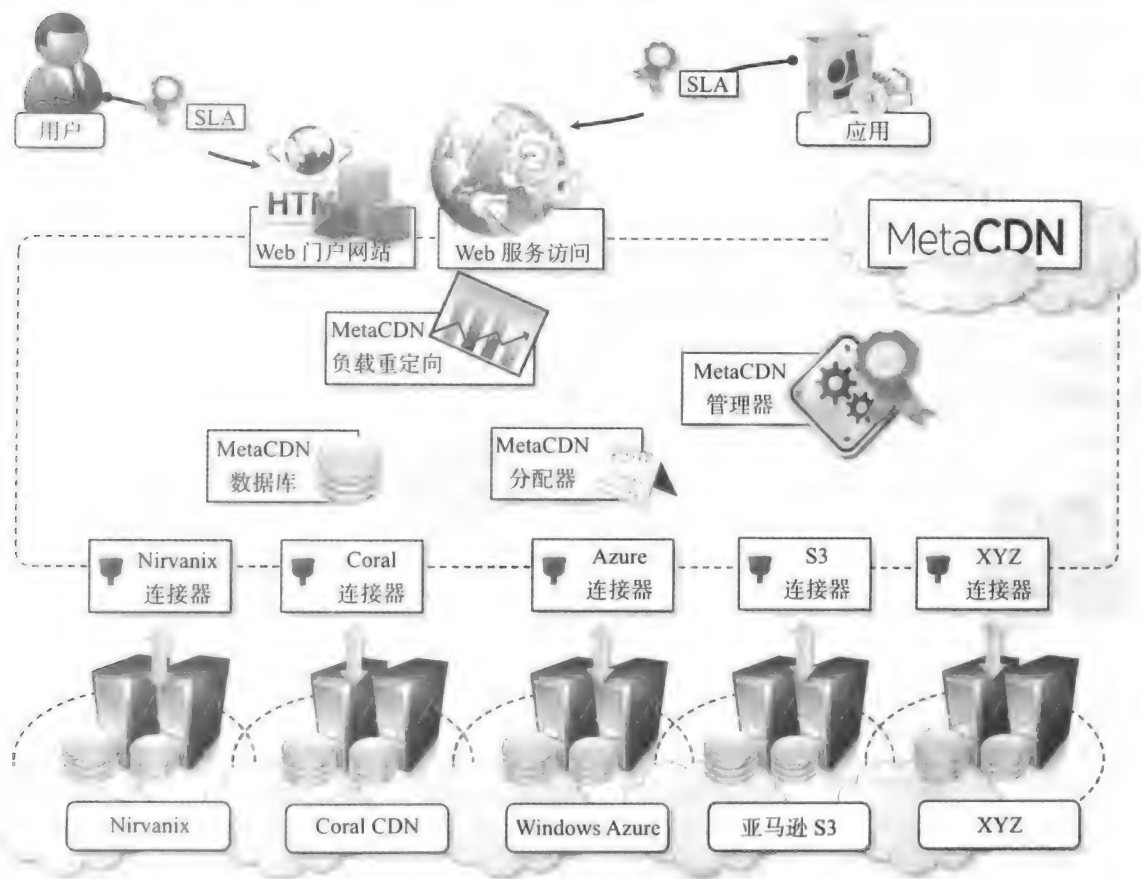 SLA
SLA
用户
应用
HTM
Web 门户网站
Web 服务访问
MetaCDN
MetaCDN
负载重定向
MetaCDN
管理器
MetaCDN
数据库
MetaCDN
分配器
Nirvanix
连接器
Coral
连接器
Azure
连接器
S3
连接器
XYZ
连接器
Nirvanix
Coral CDN
Windows Azure
亚马逊 S3
XYZ